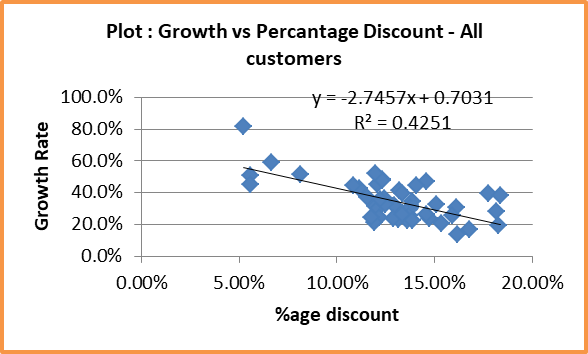 Plot : Growth vs Percantage Discount - All
customers
y = -2.7457x + 0.7031
R² = 0.4251
100.0%
80.0%
60.0%
40.0%
20.0%
0.0%
Growth Rate
0.00% 5.00% 10.00% 15.00% 20.00%
%age discount